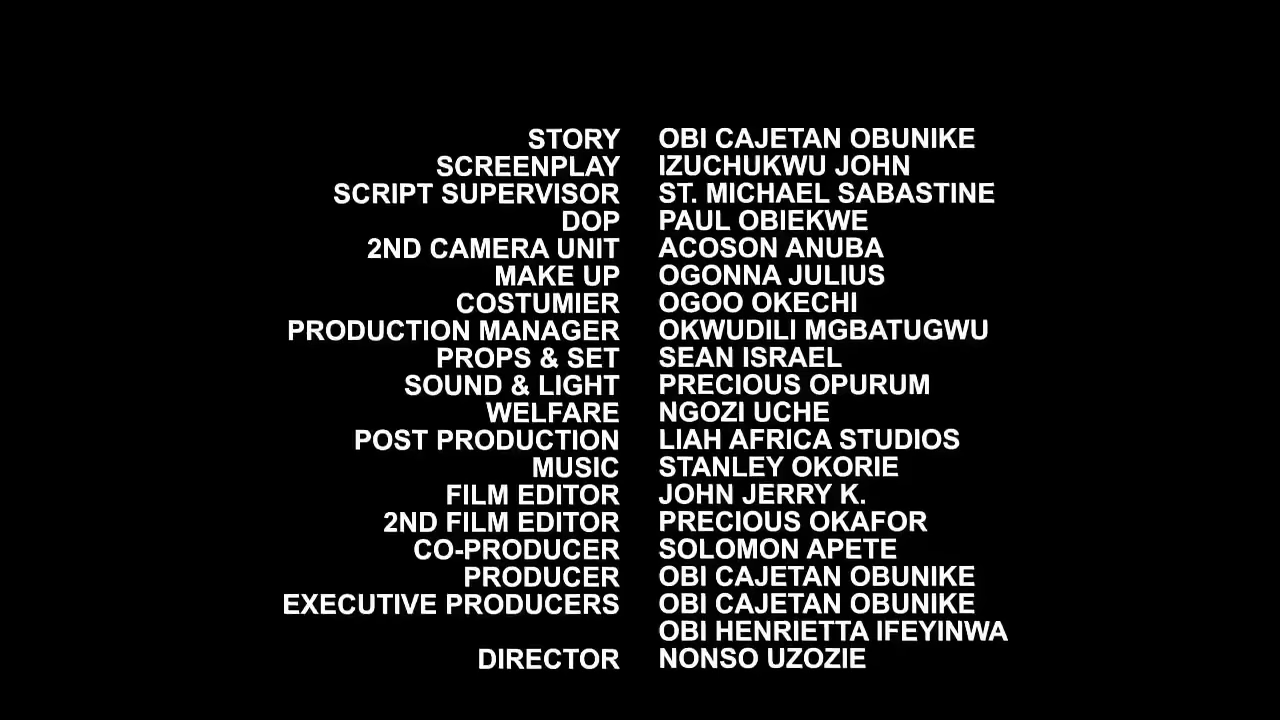 STORY OBI CAJETAN OBUNIKE
SCREENPLAY IZUCHUKWU JOHN
SCRIPT SUPERVISOR ST. MICHAEL SABASTINE
DOP PAUL OBIEKWE
2ND CAMERA UNIT ACOSON ANUBA
MAKE UP OGONNA JULIUS
COSTUMIER OGOO OKECHI
PRODUCTION MANAGER OKWUDILI MGBATUGWU
PROPS & SET SEAN ISRAEL
SOUND & LIGHT PRECIOUS OPURUM
WELFARE NGOZI UCHE
POST PRODUCTION LIAH AFRICA STUDIOS
MUSIC STANLEY OKORIE
FILM EDITOR JOHN JERRY K.
2ND FILM EDITOR PRECIOUS OKAFOR
CO-PRODUCER SOLOMON APETE
PRODUCER OBI CAJETAN OBUNIKE
EXECUTIVE PRODUCERS OBI CAJETAN OBUNIKE
OBI HENRIETTA IFEYINWA
DIRECTOR NONSO UZOZIE